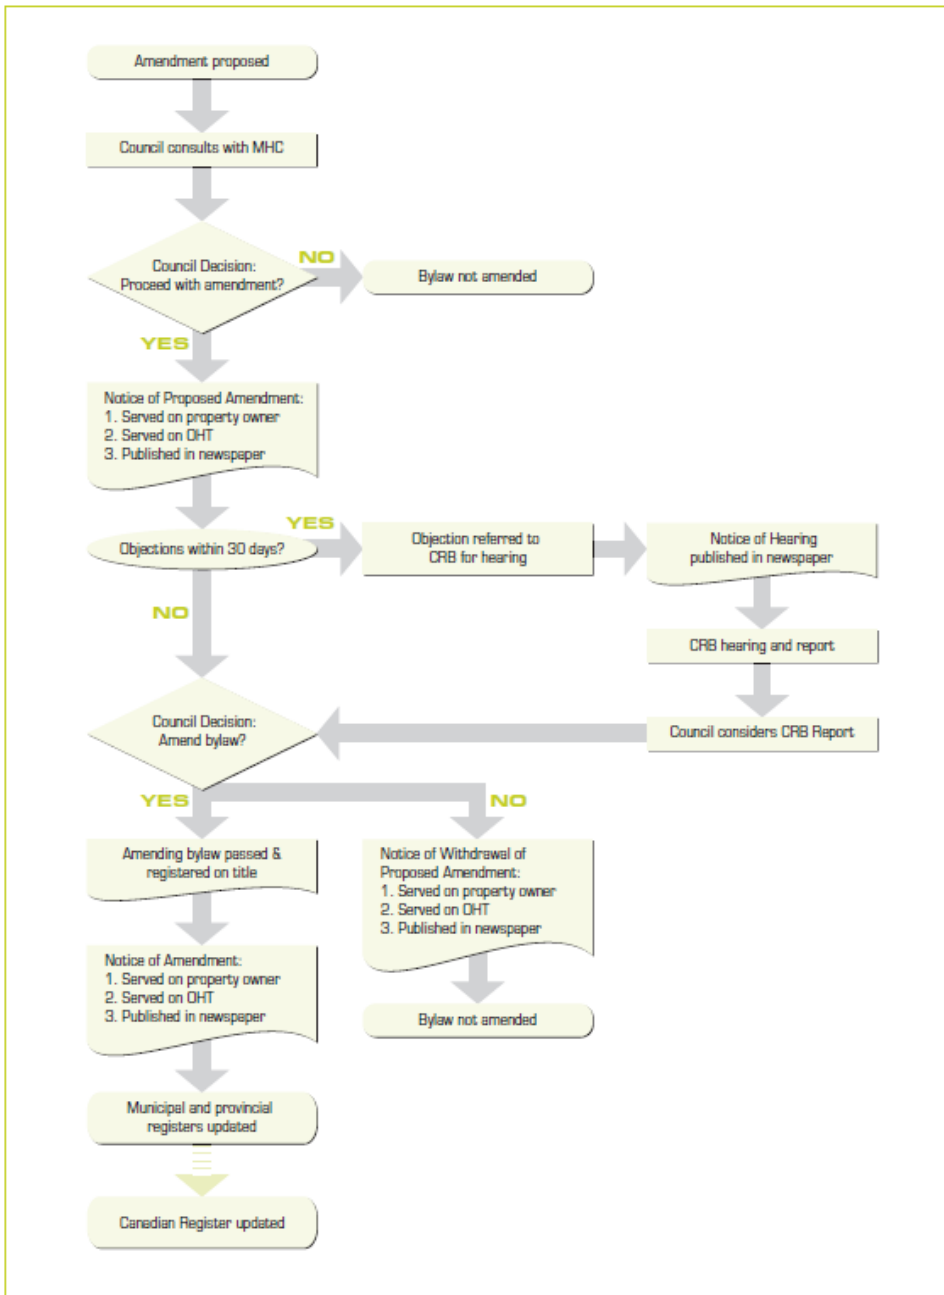 Amendment proposed
Council consults with MHC
Council Decision:
Proceed with amendment?
NO
Bylaw not amended
YES
Notice of Proposed Amendment:
1. Served on property owner
2. Served on OHT
3. Published in newspaper
Objections within 30 days?
YES
Objection referred to
CRB for hearing
Notice of Hearing
published in newspaper
NO
CRB hearing and report
Council considers CRB Report
Council Decision:
Amend bylaw?
YES
NO
Amending bylaw passed &
registered on title
Notice of Withdrawal of
Proposed Amendment:
1. Served on property owner
2. Served on OHT
3. Published in newspaper
Notice of Amendment:
1. Served on property owner
2. Served on OHT
3. Published in newspaper
Bylaw not amended
Municipal and provincial
registers updated
Canadian Register updated